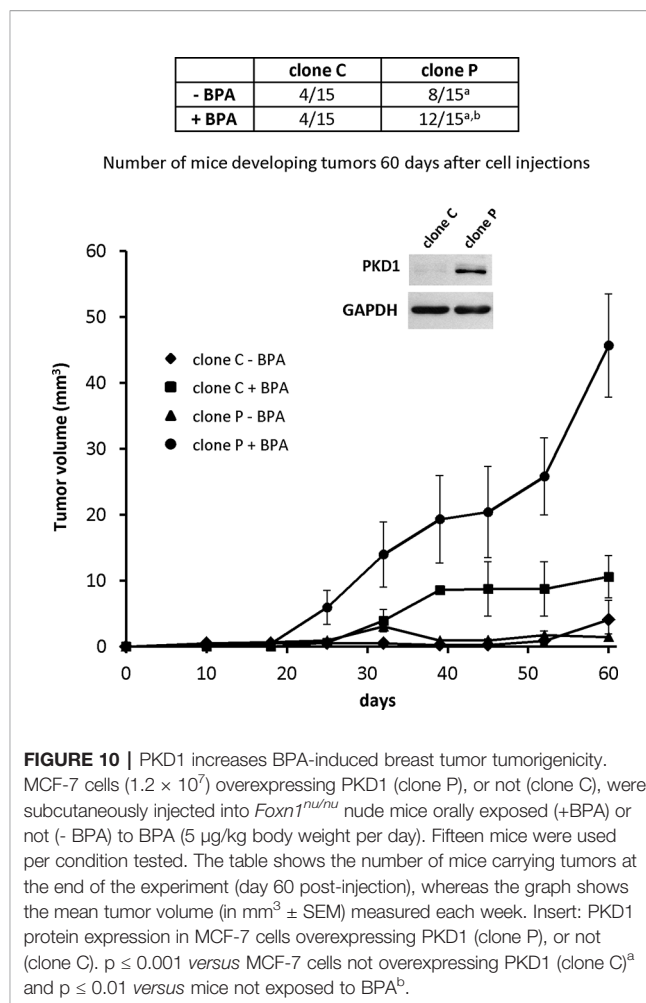 clone C clone P
- BPA 4/15 8/15ᵃ
+ BPA 4/15 12/15ᵃ,ᵇ
Number of mice developing tumors 60 days after cell injections
clone C
clone P
PKD1
GAPDH
clone C - BPA
clone C + BPA
clone P - BPA
clone P + BPA
Tumor volume (mm³)
60
50
40
30
20
10
0
0 10 20 30 40 50 60
days
FIGURE 10 | PKD1 increases BPA-induced breast tumor tumorigenicity.
MCF-7 cells (1.2 × 10⁷) overexpressing PKD1 (clone P), or not (clone C), were
subcutaneously injected into Foxn1ⁿᵘ/ⁿᵘ nude mice orally exposed (+BPA) or
not (- BPA) to BPA (5 µg/kg body weight per day). Fifteen mice were used
per condition tested. The table shows the number of mice carrying tumors at
the end of the experiment (day 60 post-injection), whereas the graph shows
the mean tumor volume (in mm³ ± SEM) measured each week. Insert: PKD1
protein expression in MCF-7 cells overexpressing PKD1 (clone P), or not
(clone C). p ≤ 0.001 versus MCF-7 cells not overexpressing PKD1 (clone C)ᵃ
and p ≤ 0.01 versus mice not exposed to BPAᵇ.